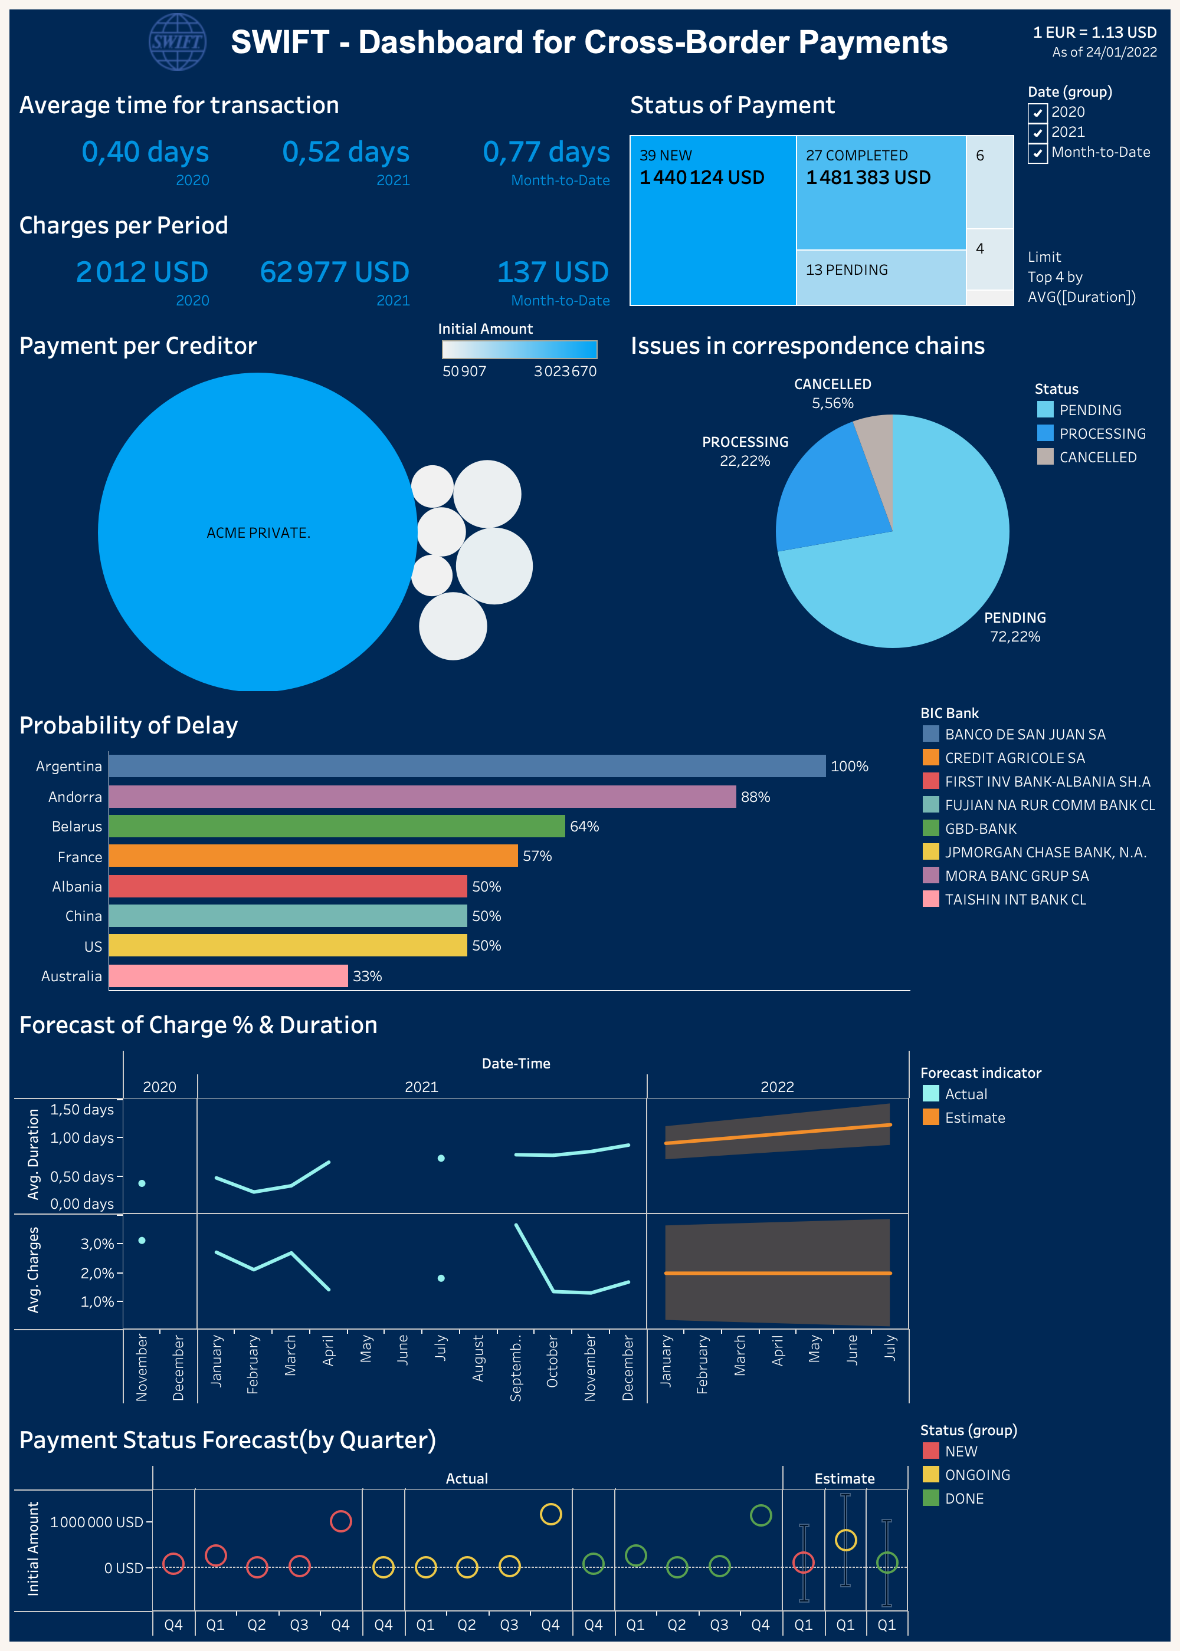 SWIFT
SWIFT - Dashboard for Cross-Border Payments
1 EUR = 1.13 USD
As of 24/01/2022
Average time for transaction
0,40 days
2020
0,52 days
2021
0,77 days
Month-to-Date
Charges per Period
2 012 USD
2020
62 977 USD
2021
137 USD
Month-to-Date
Status of Payment
39 NEW
1 440 124 USD
27 COMPLETED
1 481 383 USD
13 PENDING
6
4
Date (group)
2020
2021
Month-to-Date
Limit
Top 4 by
AVG([Duration])
Payment per Creditor
Initial Amount
50 907
3 023 670
ACME PRIVATE.
Issues in correspondence chains
CANCELLED
5,56%
PROCESSING
22,22%
PENDING
72,22%
Status
PENDING
PROCESSING
CANCELLED
Probability of Delay
Argentina
100%
Andorra
88%
Belarus
64%
France
57%
Albania
50%
China
50%
US
50%
Australia
33%
BIC Bank
BANCO DE SAN JUAN SA
CREDIT AGRICOLE SA
FIRST INV BANK-ALBANIA SH.A
FUJIAN NA RUR COMM BANK CL
GBD-BANK
JPMORGAN CHASE BANK, N.A.
MORA BANC GRUP SA
TAISHIN INT BANK CL
Forecast of Charge % & Duration
Date-Time
2020
2021
2022
Avg. Duration
1,50 days
1,00 days
0,50 days
0,00 days
Avg. Charges
3,0%
2,0%
1,0%
November
December
January
February
March
April
May
June
July
August
Septemb..
October
November
December
January
February
March
April
May
June
July
Forecast indicator
Actual
Estimate
Payment Status Forecast(by Quarter)
Actual
Estimate
Initial Amount
1 000 000 USD
0 USD
Q4
Q1
Q2
Q3
Q4
Q4
Q1
Q2
Q3
Q4
Q4
Q1
Q2
Q3
Q4
Q1
Q1
Q1
Status (group)
NEW
ONGOING
DONE